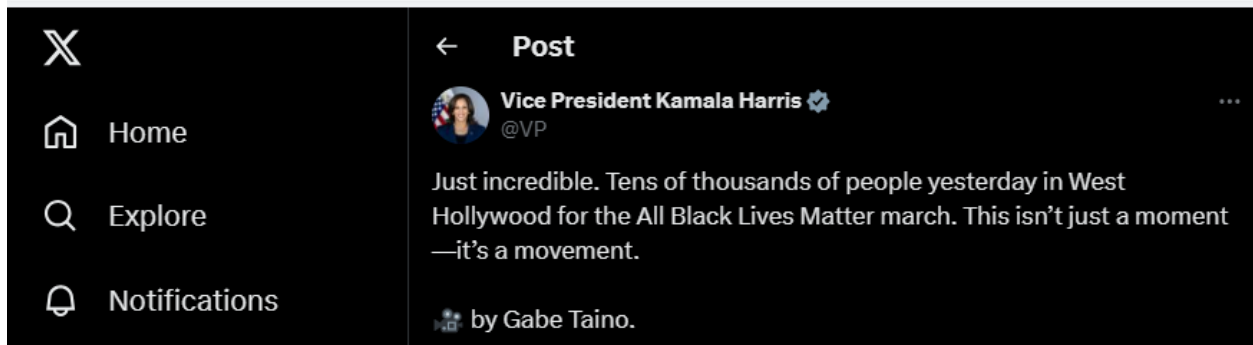 Post
Vice President Kamala Harris
@VP
Home
Just incredible. Tens of thousands of people yesterday in West
Hollywood for the All Black Lives Matter march. This isn’t just a moment
—it’s a movement.
Explore
Notifications
by Gabe Taino.